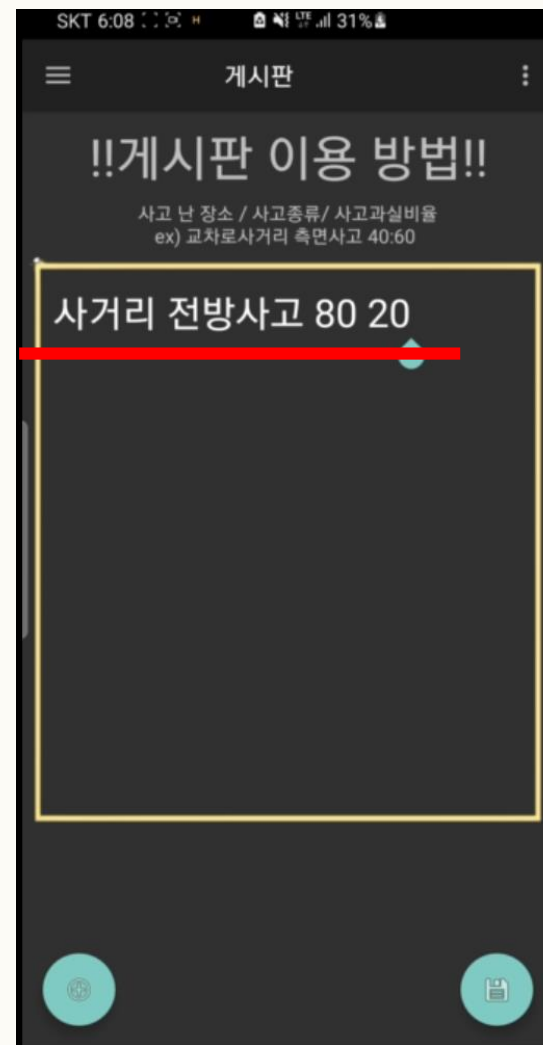 SKT 6:08 H LTE 31%
게시판
!!게시판 이용 방법!!
사고 난 장소 / 사고종류/ 사고과실비율
ex) 교차로사거리 측면사고 40:60
사거리 전방사고 80 20